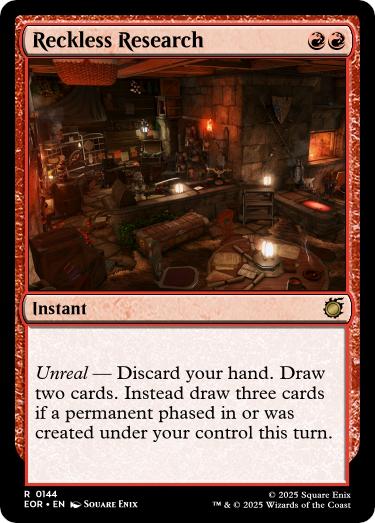 Reckless Research
Instant
Unreal — Discard your hand. Draw
two cards. Instead draw three cards
if a permanent phased in or was
created under your control this turn.
R 0144
© 2025 Square Enix
EOR • EN SQUARE ENIX
™ & © 2025 Wizards of the Coast